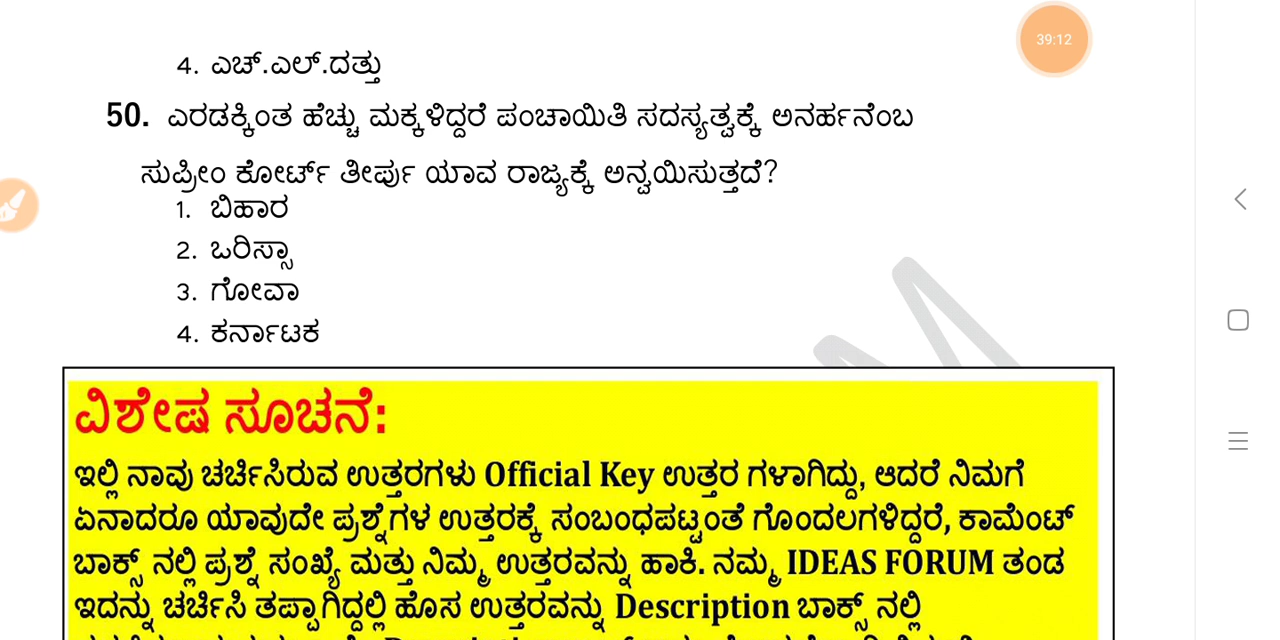 39:12
4. ಎಚ್.ಎಲ್.ದತ್ತು
50. ಎರಡಕ್ಕಿಂತ ಹೆಚ್ಚು ಮಕ್ಕಳಿದ್ದರೆ ಪಂಚಾಯಿತಿ ಸದಸ್ಯತ್ವಕ್ಕೆ ಅನರ್ಹನೆಂಬ
ಸುಪ್ರೀಂ ಕೋರ್ಟ್ ತೀರ್ಪು ಯಾವ ರಾಜ್ಯಕ್ಕೆ ಅನ್ವಯಿಸುತ್ತದೆ?
1. ಬಿಹಾರ
2. ಒರಿಸ್ಸಾ
3. ಗೋವಾ
4. ಕರ್ನಾಟಕ
ವಿಶೇಷ ಸೂಚನೆ:
ಇಲ್ಲಿ ನಾವು ಚರ್ಚಿಸಿರುವ ಉತ್ತರಗಳು Official Key ಉತ್ತರ ಗಳಾಗಿದ್ದು, ಆದರೆ ನಿಮಗೆ
ಏನಾದರೂ ಯಾವುದೇ ಪ್ರಶ್ನೆಗಳ ಉತ್ತರಕ್ಕೆ ಸಂಬಂಧಪಟ್ಟಂತೆ ಗೊಂದಲಗಳಿದ್ದರೆ, ಕಾಮೆಂಟ್
ಬಾಕ್ಸ್ ನಲ್ಲಿ ಪ್ರಶ್ನೆ ಸಂಖ್ಯೆ ಮತ್ತು ನಿಮ್ಮ ಉತ್ತರವನ್ನು ಹಾಕಿ. ನಮ್ಮ IDEAS FORUM ತಂಡ
ಇದನ್ನು ಚರ್ಚಿಸಿ ತಪ್ಪಾಗಿದ್ದಲ್ಲಿ ಹೊಸ ಉತ್ತರವನ್ನು Description ಬಾಕ್ಸ್ ನಲ್ಲಿ